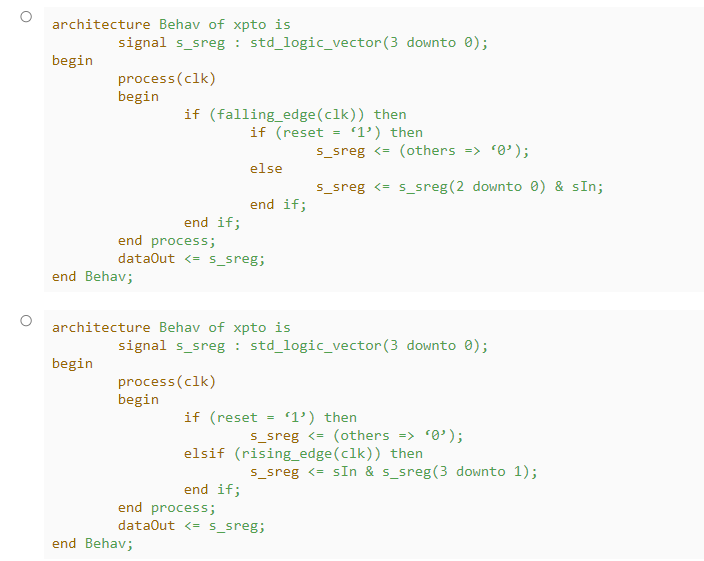 architecture Behav of xpto is
signal s_sreg : std_logic_vector(3 downto 0);
begin
process(clk)
begin
if (falling_edge(clk)) then
if (reset = ‘1’) then
s_sreg <= (others => ‘0’);
else
s_sreg <= s_sreg(2 downto 0) & sIn;
end if;
end if;
end process;
dataOut <= s_sreg;
end Behav;
architecture Behav of xpto is
signal s_sreg : std_logic_vector(3 downto 0);
begin
process(clk)
begin
if (reset = ‘1’) then
s_sreg <= (others => ‘0’);
elsif (rising_edge(clk)) then
s_sreg <= sIn & s_sreg(3 downto 1);
end if;
end process;
dataOut <= s_sreg;
end Behav;